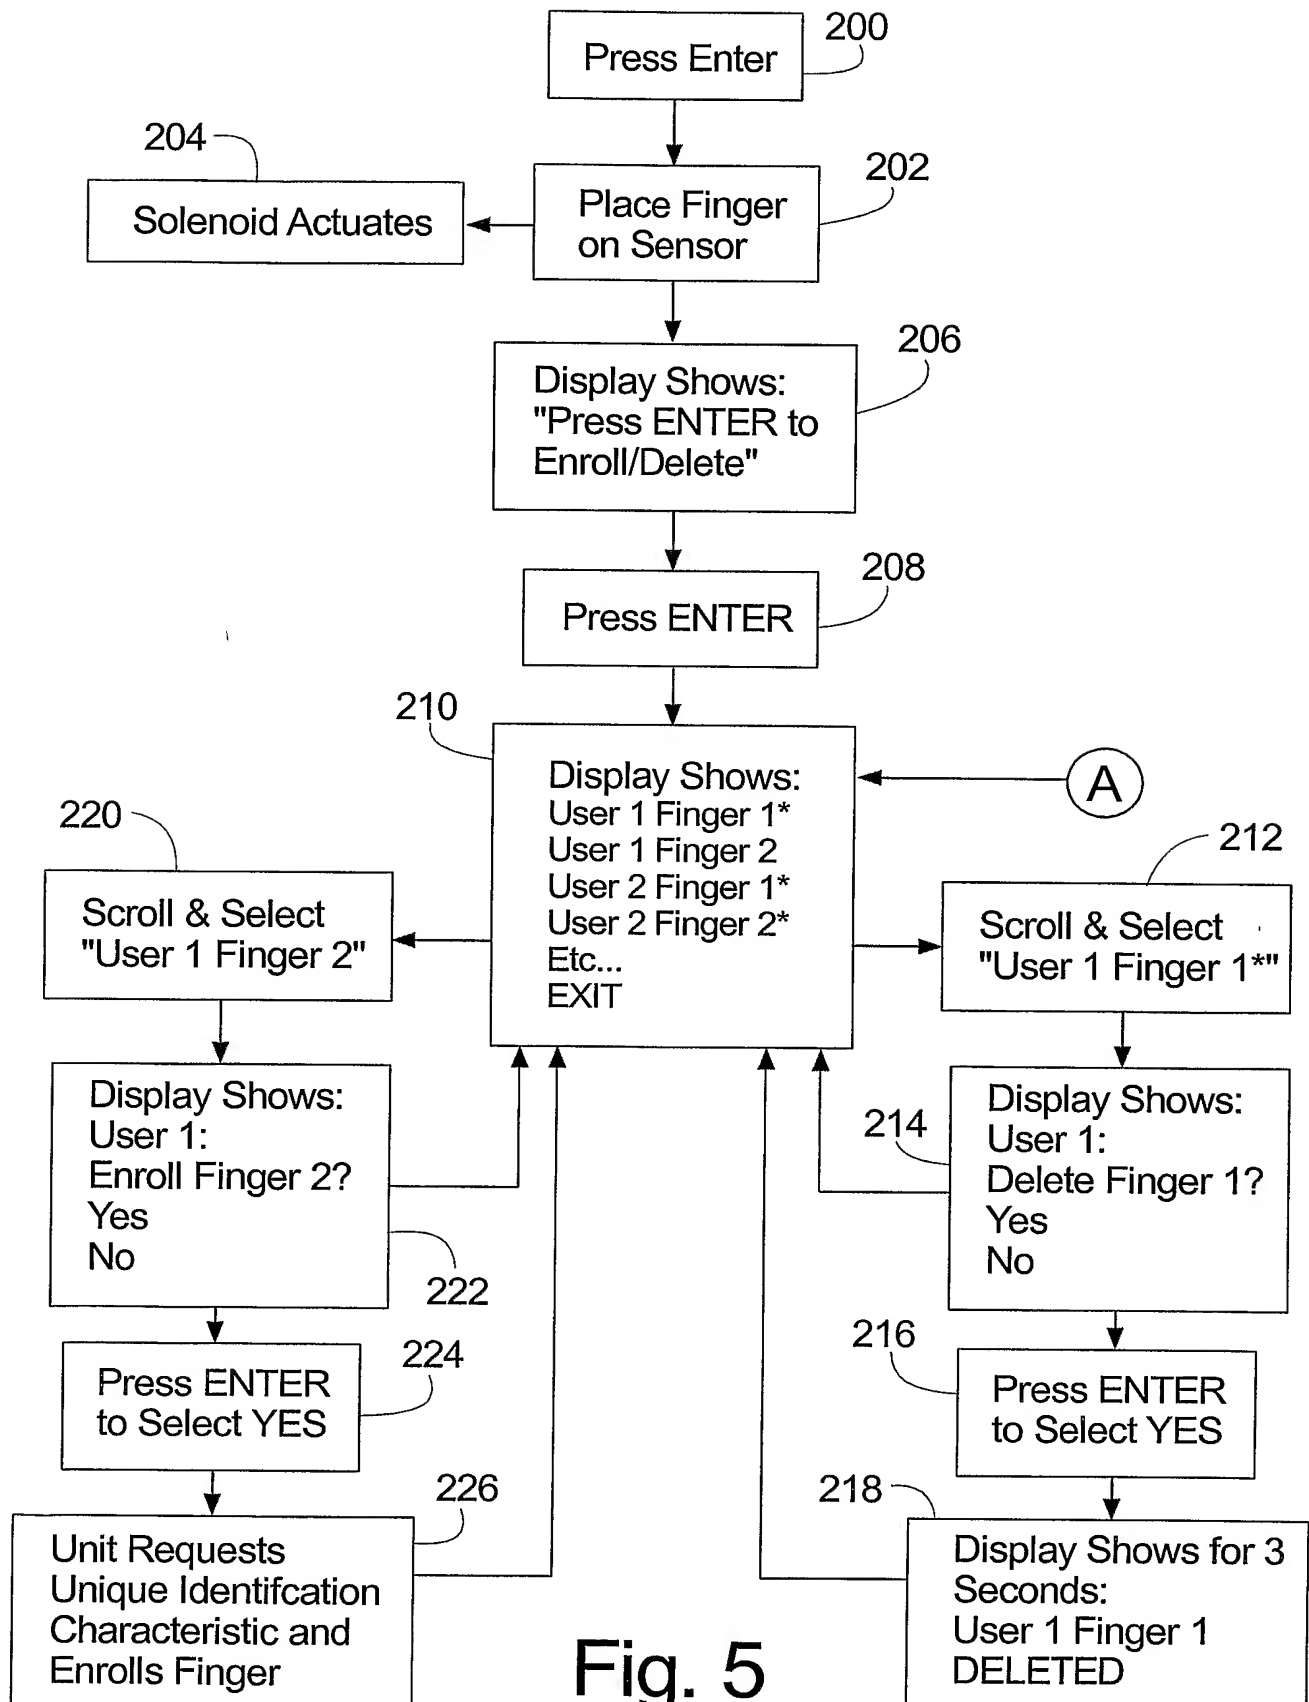 200
Press Enter
204
202
Solenoid Actuates
Place Finger
on Sensor
206
Display Shows:
"Press ENTER to
Enroll/Delete"
208
Press ENTER
210
Display Shows:
User 1 Finger 1*
User 1 Finger 2
User 2 Finger 1*
User 2 Finger 2*
Etc...
EXIT
A
220
Scroll & Select
"User 1 Finger 2"
212
Scroll & Select
"User 1 Finger 1*"
Display Shows:
User 1:
Enroll Finger 2?
Yes
No
222
214
Display Shows:
User 1:
Delete Finger 1?
Yes
No
224
Press ENTER
to Select YES
216
Press ENTER
to Select YES
226
Unit Requests
Unique Identifcation
Characteristic and
Enrolls Finger
218
Display Shows for 3
Seconds:
User 1 Finger 1
DELETED
Fig. 5